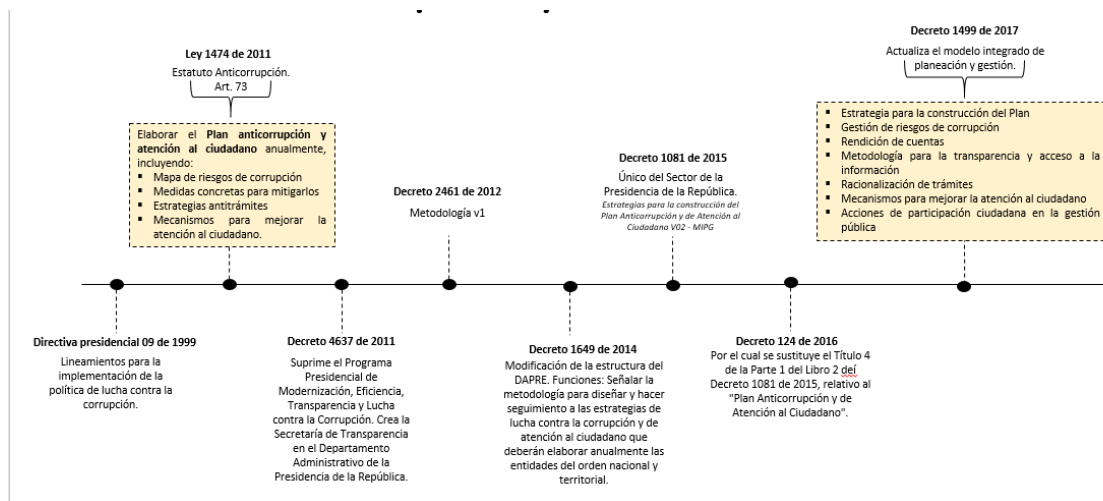 Ley 1474 de 2011
Estatuto Anticorrupción.
Art. 73
Elaborar el Plan anticorrupción y
atención al ciudadano anualmente,
incluyendo:
▪ Mapa de riesgos de corrupción
▪ Medidas concretas para mitigarlos
▪ Estrategias antitrámites
▪ Mecanismos para mejorar la
atención al ciudadano.
Decreto 2461 de 2012
Metodología v1
Decreto 1081 de 2015
Único del Sector de la
Presidencia de la República.
Estrategias para la construcción del
Plan Anticorrupción y de Atención al
Ciudadano V02 - MIPG
Decreto 1499 de 2017
Actualiza el modelo integrado de
planeación y gestión.
▪ Estrategia para la construcción del Plan
▪ Gestión de riesgos de corrupción
▪ Rendición de cuentas
▪ Metodología para la transparencia y acceso a la
información
▪ Racionalización de trámites
▪ Mecanismos para mejorar la atención al ciudadano
▪ Acciones de participación ciudadana en la gestión
pública
Directiva presidencial 09 de 1999
Lineamientos para la
implementación de la
política de lucha contra la
corrupción.
Decreto 4637 de 2011
Suprime el Programa
Presidencial de
Modernización, Eficiencia,
Transparencia y Lucha
contra la Corrupción. Crea la
Secretaría de Transparencia
en el Departamento
Administrativo de la
Presidencia de la República.
Decreto 1649 de 2014
Modificación de la estructura del
DAPRE. Funciones: Señalar la
metodología para diseñar y hacer
seguimiento a las estrategias de
lucha contra la corrupción y de
atención al ciudadano que
deberán elaborar anualmente las
entidades del orden nacional y
territorial.
Decreto 124 de 2016
Por el cual se sustituye el Título 4
de la Parte 1 del Libro 2 deí
Decreto 1081 de 2015, relativo al
"Plan Anticorrupción y de
Atención al Ciudadano".